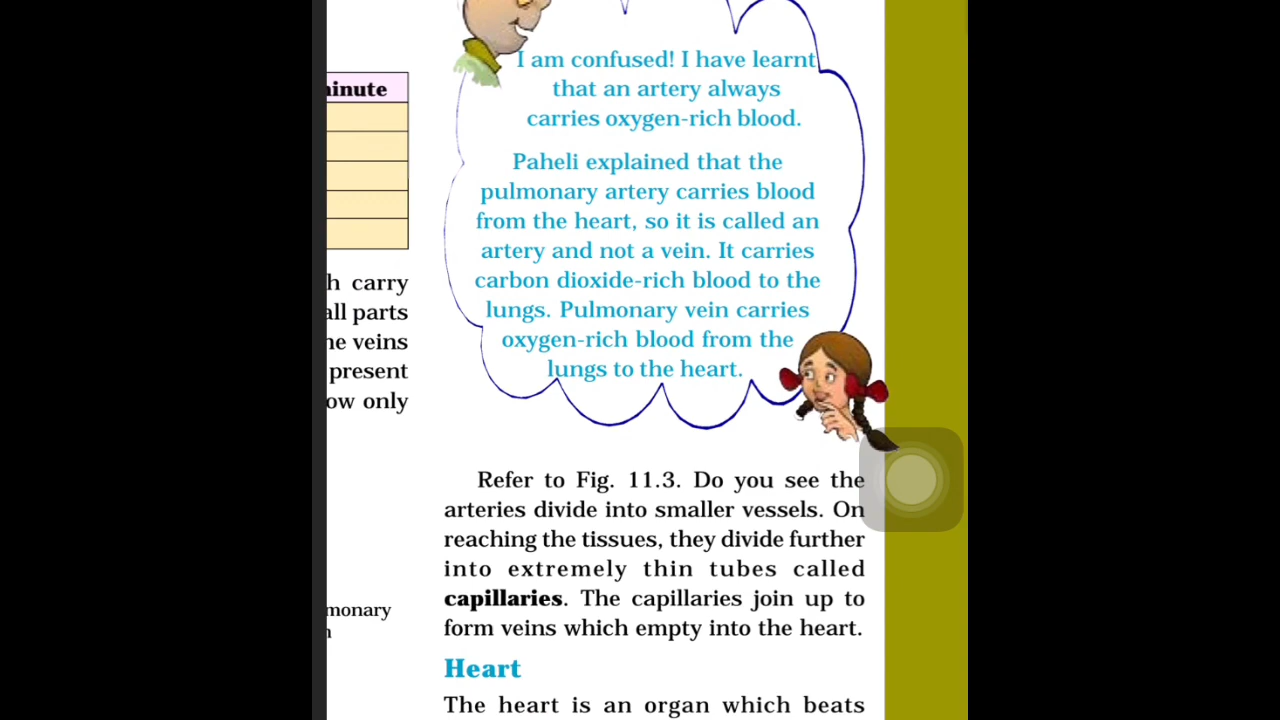 minute
h carry
all parts
he veins
present
ow only
monary
I am confused! I have learnt
that an artery always
carries oxygen-rich blood.
Paheli explained that the
pulmonary artery carries blood
from the heart, so it is called an
artery and not a vein. It carries
carbon dioxide-rich blood to the
lungs. Pulmonary vein carries
oxygen-rich blood from the
lungs to the heart.
Refer to Fig. 11.3. Do you see the
arteries divide into smaller vessels. On
reaching the tissues, they divide further
into extremely thin tubes called
capillaries. The capillaries join up to
form veins which empty into the heart.
Heart
The heart is an organ which beats